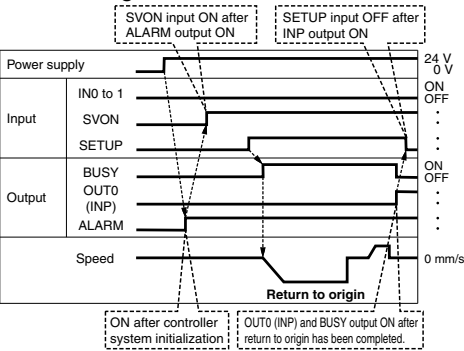 SVON input ON after
ALARM output ON
SETUP input OFF after
INP output ON
Power supply
24 V
0 V
Input
IN0 to 1
ON
OFF
SVON
SETUP
Output
BUSY
ON
OFF
OUT0
(INP)
ALARM
Speed
0 mm/s
Return to origin
ON after controller
system initialization
OUT0 (INP) and BUSY output ON after
return to origin has been completed.